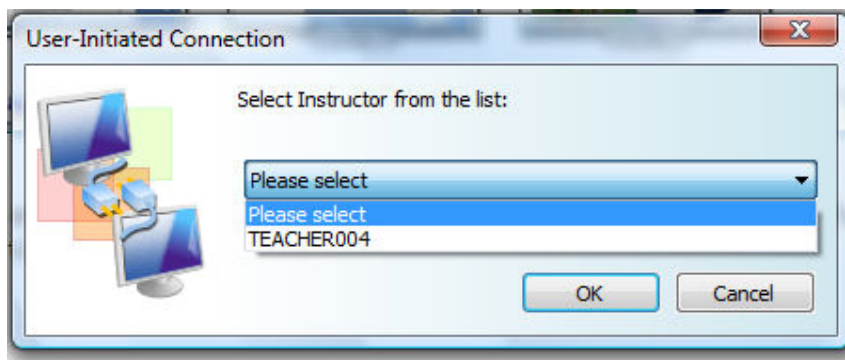 User-Initiated Connection
Select Instructor from the list:
Please select
Please select
TEACHER004
OK
Cancel